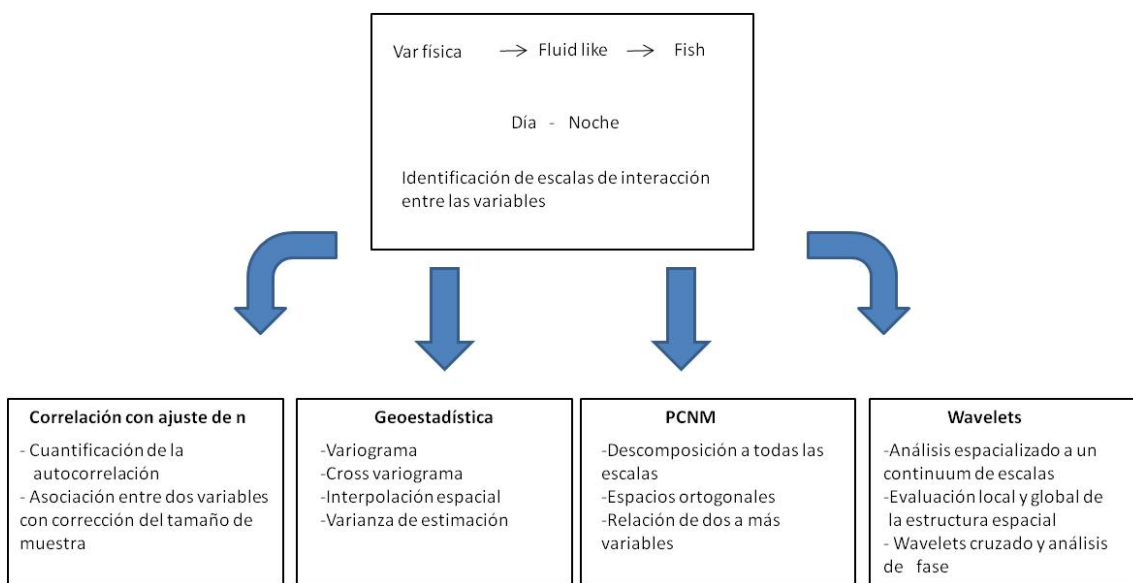 Var física → Fluid like → Fish
Día - Noche
Identificación de escalas de interacción
entre las variables
Correlación con ajuste de n
- Cuantificación de la
autocorrelación
- Asociación entre dos variables
con corrección del tamaño de
muestra
Geoestadística
-Variograma
-Cross variograma
-Interpolación espacial
-Varianza de estimación
PCNM
-Descomposición a todas las
escalas
-Espacios ortogonales
-Relación de dos a más
variables
Wavelets
-Análisis espacializado a un
continuum de escalas
-Evaluación local y global de
la estructura espacial
- Wavelets cruzado y análisis
de fase